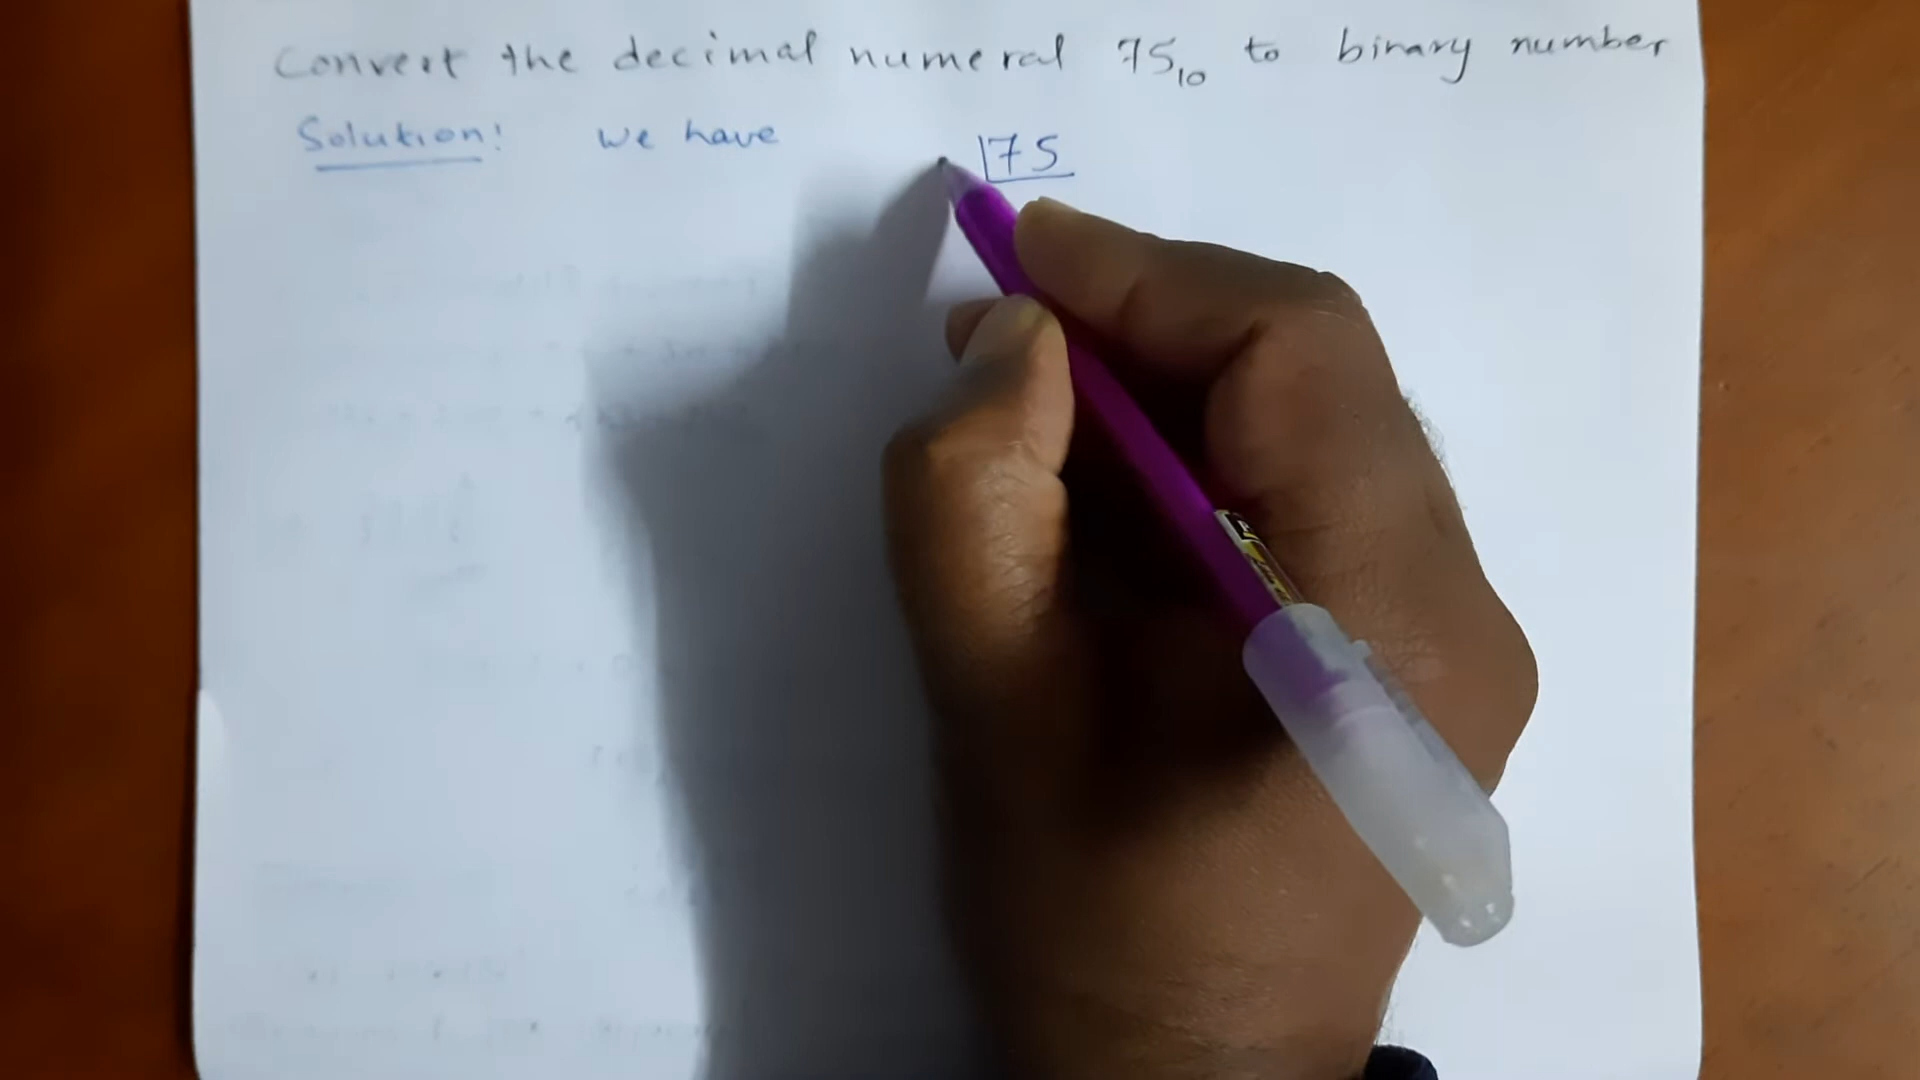 Convert the decimal numeral 75₁₀ to binary number
Solution! We have
75